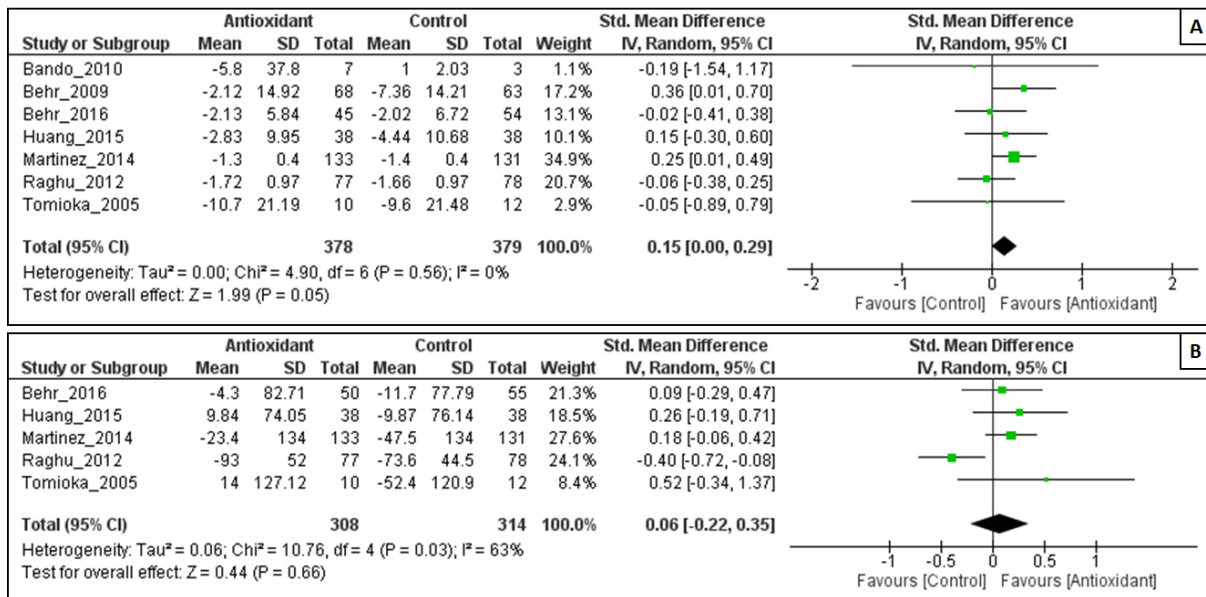 Antioxidant Control Std. Mean Difference Std. Mean Difference A
Study or Subgroup Mean SD Total Mean SD Total Weight IV, Random, 95% CI IV, Random, 95% CI
Bando_2010 -5.8 37.8 7 1 2.03 3 1.1% -0.19 [-1.54, 1.17]
Behr_2009 -2.12 14.92 68 -7.36 14.21 63 17.2% 0.36 [0.01, 0.70]
Behr_2016 -2.13 5.84 45 -2.02 6.72 54 13.1% -0.02 [-0.41, 0.38]
Huang_2015 -2.83 9.95 38 -4.44 10.68 38 10.1% 0.15 [-0.30, 0.60]
Martinez_2014 -1.3 0.4 133 -1.4 0.4 131 34.9% 0.25 [0.01, 0.49]
Raghu_2012 -1.72 0.97 77 -1.66 0.97 78 20.7% -0.06 [-0.38, 0.25]
Tomioka_2005 -10.7 21.19 10 -9.6 21.48 12 2.9% -0.05 [-0.89, 0.79]
Total (95% CI) 378 379 100.0% 0.15 [0.00, 0.29]
Heterogeneity: Tau² = 0.00; Chi² = 4.90, df = 6 (P = 0.56); I² = 0%
Test for overall effect: Z = 1.99 (P = 0.05)
-2 -1 0 1 2
Favours [Control] Favours [Antioxidant]
Antioxidant Control Std. Mean Difference Std. Mean Difference B
Study or Subgroup Mean SD Total Mean SD Total Weight IV, Random, 95% CI IV, Random, 95% CI
Behr_2016 -4.3 82.71 50 -11.7 77.79 55 21.3% 0.09 [-0.29, 0.47]
Huang_2015 9.84 74.05 38 -9.87 76.14 38 18.5% 0.26 [-0.19, 0.71]
Martinez_2014 -23.4 134 133 -47.5 134 131 27.6% 0.18 [-0.06, 0.42]
Raghu_2012 -93 52 77 -73.6 44.5 78 24.1% -0.40 [-0.72, -0.08]
Tomioka_2005 14 127.12 10 -52.4 120.9 12 8.4% 0.52 [-0.34, 1.37]
Total (95% CI) 308 314 100.0% 0.06 [-0.22, 0.35]
Heterogeneity: Tau² = 0.06; Chi² = 10.76, df = 4 (P = 0.03); I² = 63%
Test for overall effect: Z = 0.44 (P = 0.66)
-1 -0.5 0 0.5 1
Favours [Control] Favours [Antioxidant]